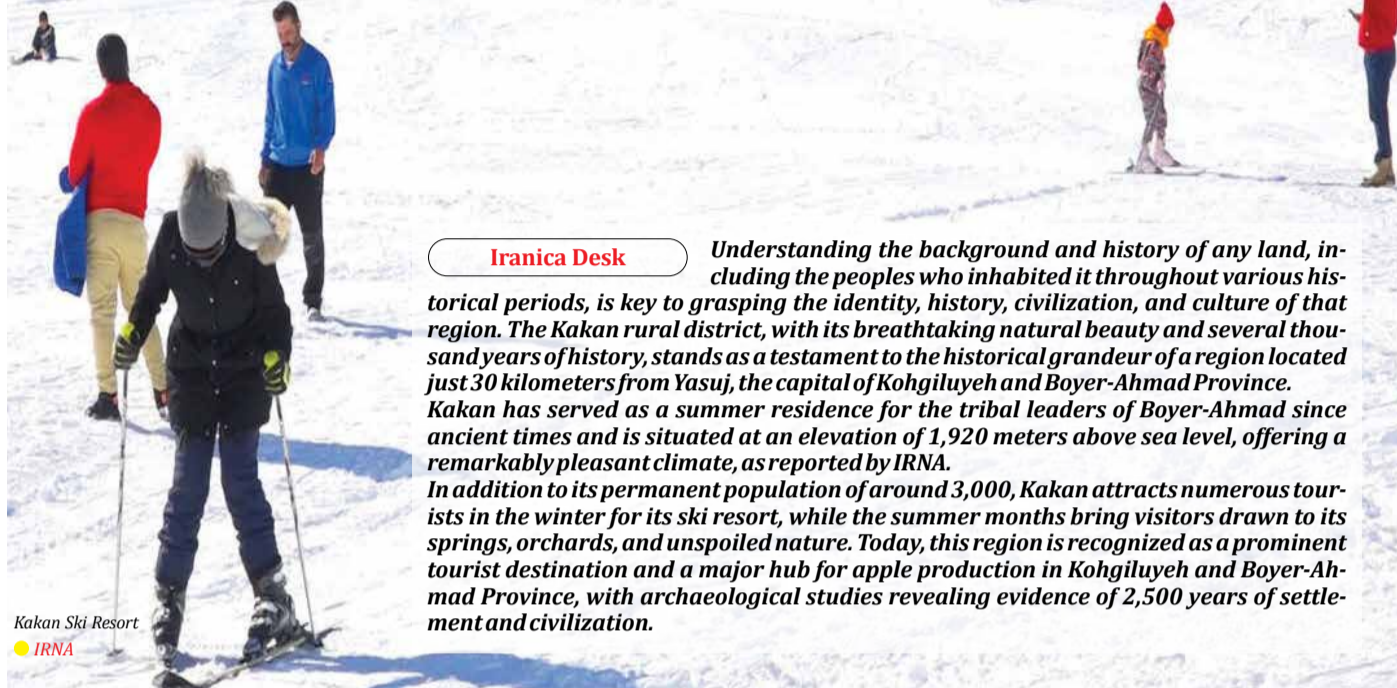 Iranica Desk
Understanding the background and history of any land, in-
cluding the peoples who inhabited it throughout various his-
torical periods, is key to grasping the identity, history, civilization, and culture of that
region. The Kakan rural district, with its breathtaking natural beauty and several thou-
sand years of history, stands as a testament to the historical grandeur of a region located
just 30 kilometers from Yasuj, the capital of Kohgiluyeh and Boyer-Ahmad Province.
Kakan has served as a summer residence for the tribal leaders of Boyer-Ahmad since
ancient times and is situated at an elevation of 1,920 meters above sea level, offering a
remarkably pleasant climate, as reported by IRNA.
In addition to its permanent population of around 3,000, Kakan attracts numerous tour-
ists in the winter for its ski resort, while the summer months bring visitors drawn to its
springs, orchards, and unspoiled nature. Today, this region is recognized as a prominent
tourist destination and a major hub for apple production in Kohgiluyeh and Boyer-Ah-
mad Province, with archaeological studies revealing evidence of 2,500 years of settle-
ment and civilization.
Kakan Ski Resort
IRNA